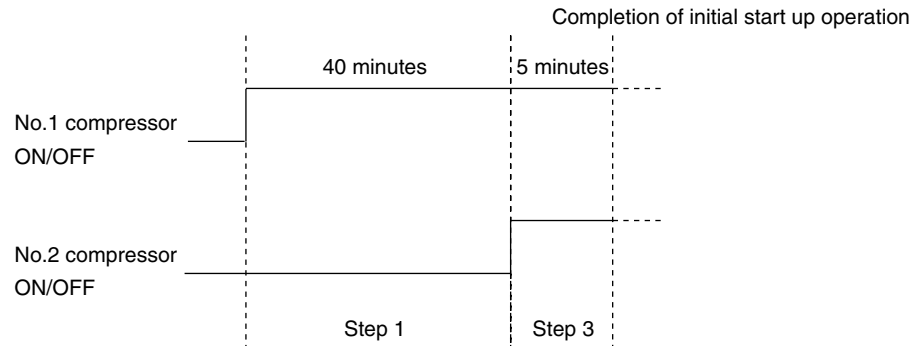 Completion of initial start up operation
40 minutes
5 minutes
No.1 compressor
ON/OFF
No.2 compressor
ON/OFF
Step 1
Step 3